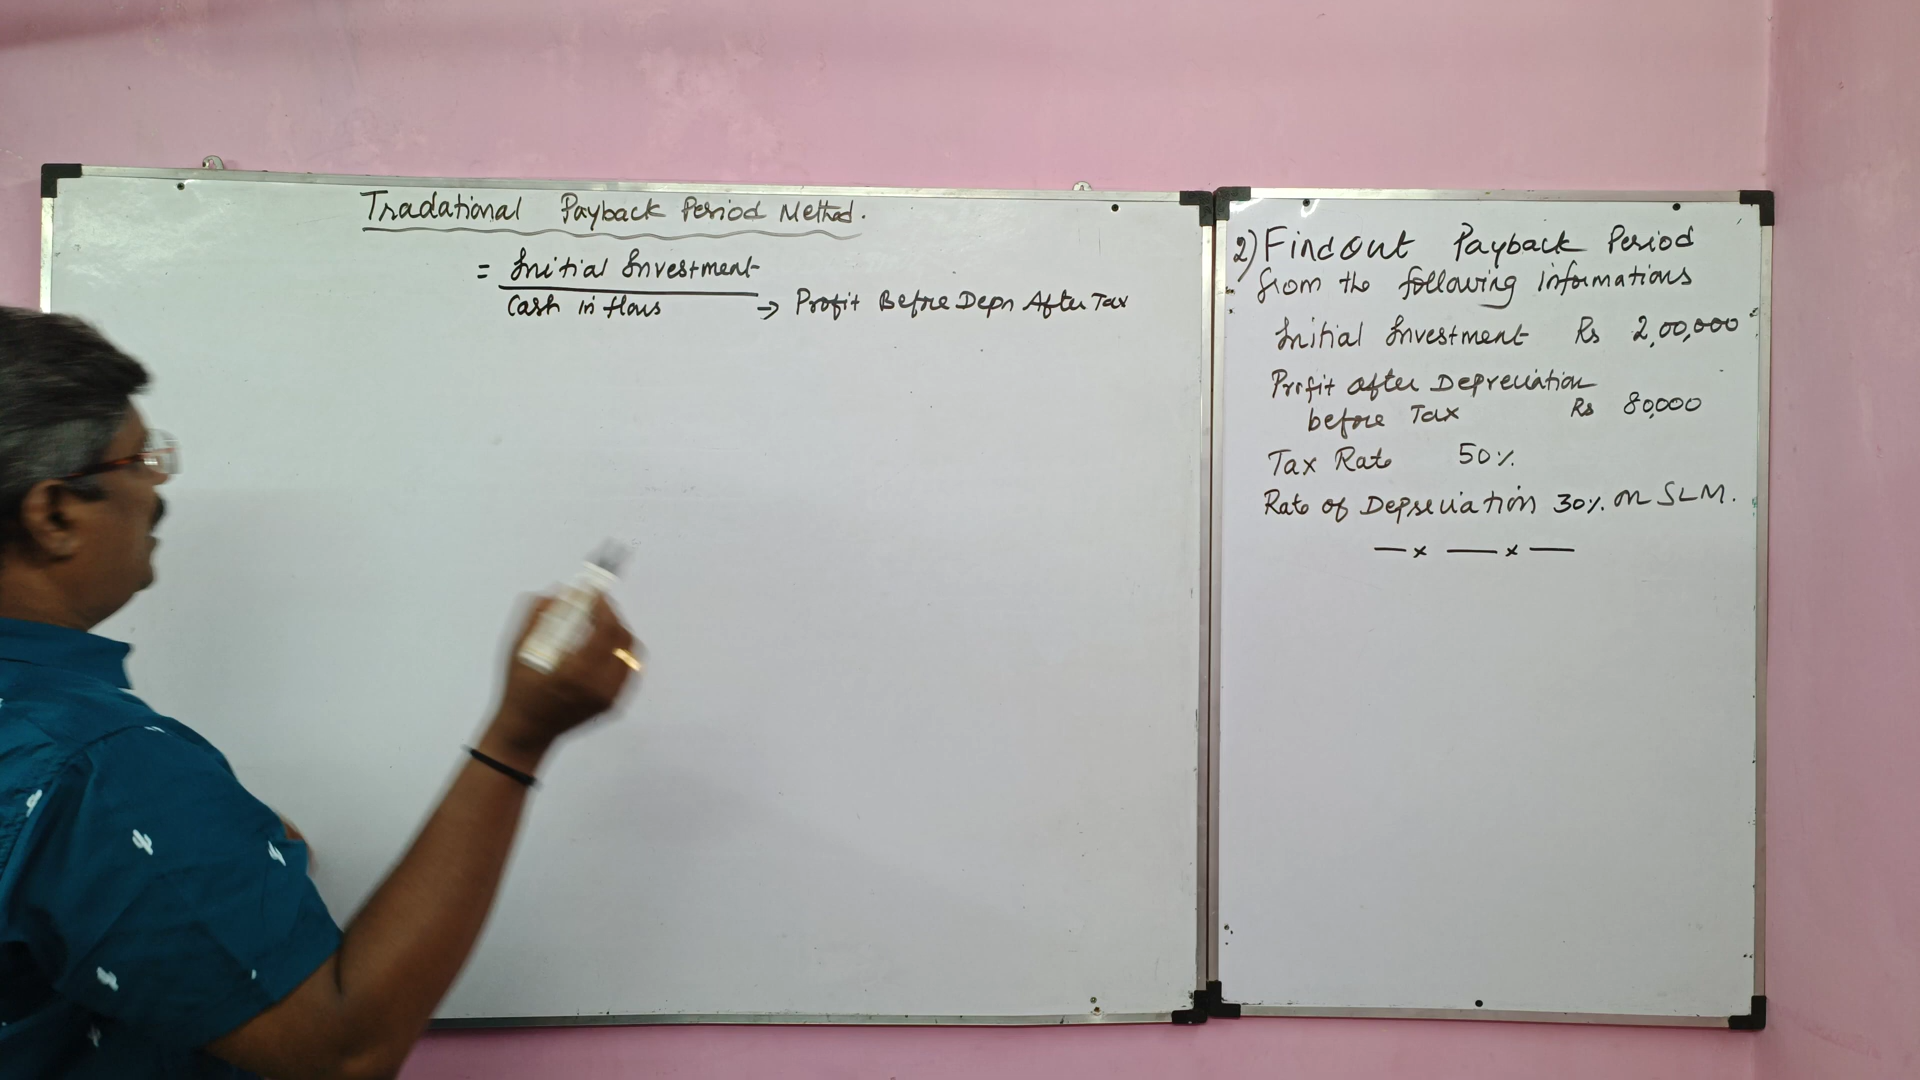 Tradational Payback Period Method.
= Initial Investment
Cash in flows → Profit Before Depn After Tax
2) Find out Payback Period
from the following informations
Initial Investment Rs 2,00,000
Profit after Depreciation
before Tax Rs 80,000
Tax Rate 50%
Rate of Depreciation 30% on SLM.
—x—x—